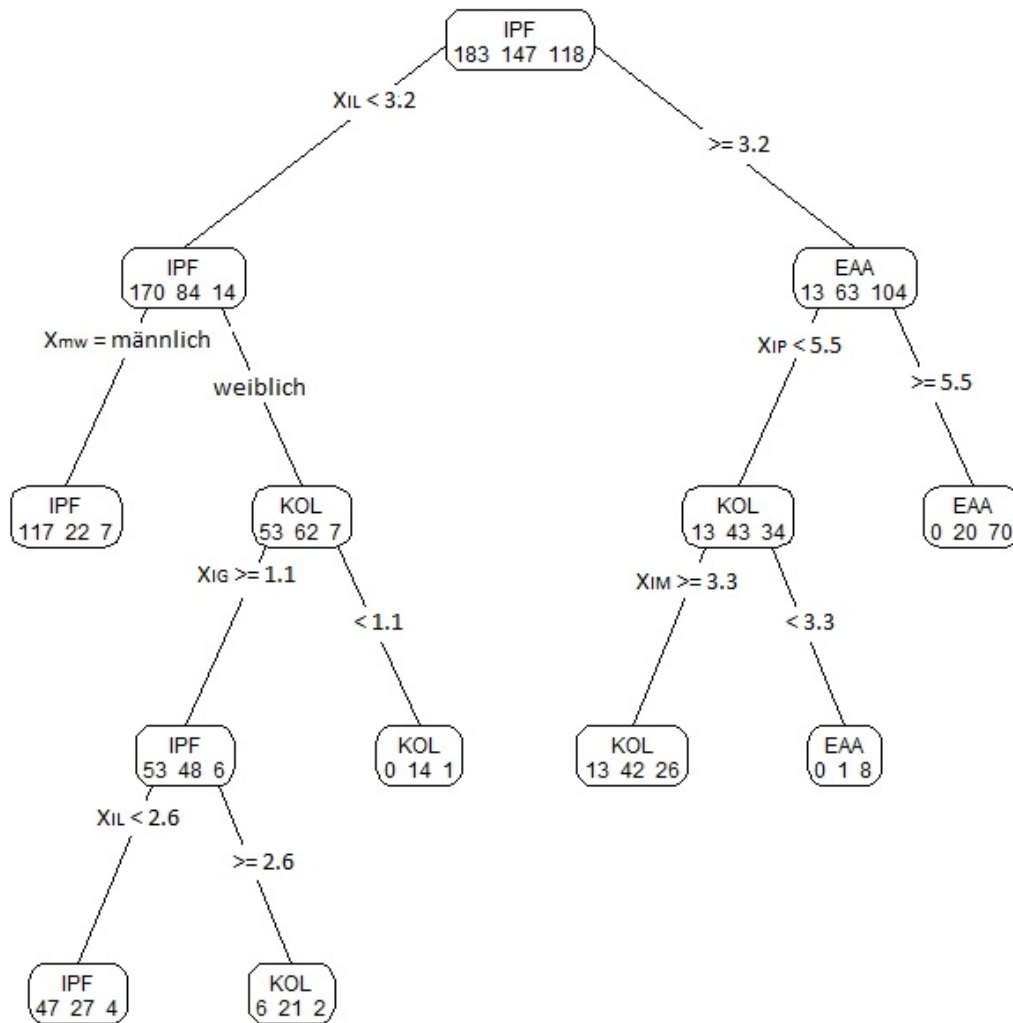 IPF
183 147 118
XIL < 3.2
>= 3.2
IPF
170 84 14
EAA
13 63 104
Xmw = männlich
weiblich
XIP < 5.5
>= 5.5
IPF
117 22 7
KOL
53 62 7
KOL
13 43 34
EAA
0 20 70
XIG >= 1.1
< 1.1
XIM >= 3.3
< 3.3
IPF
53 48 6
KOL
0 14 1
KOL
13 42 26
EAA
0 1 8
XIL < 2.6
>= 2.6
IPF
47 27 4
KOL
6 21 2